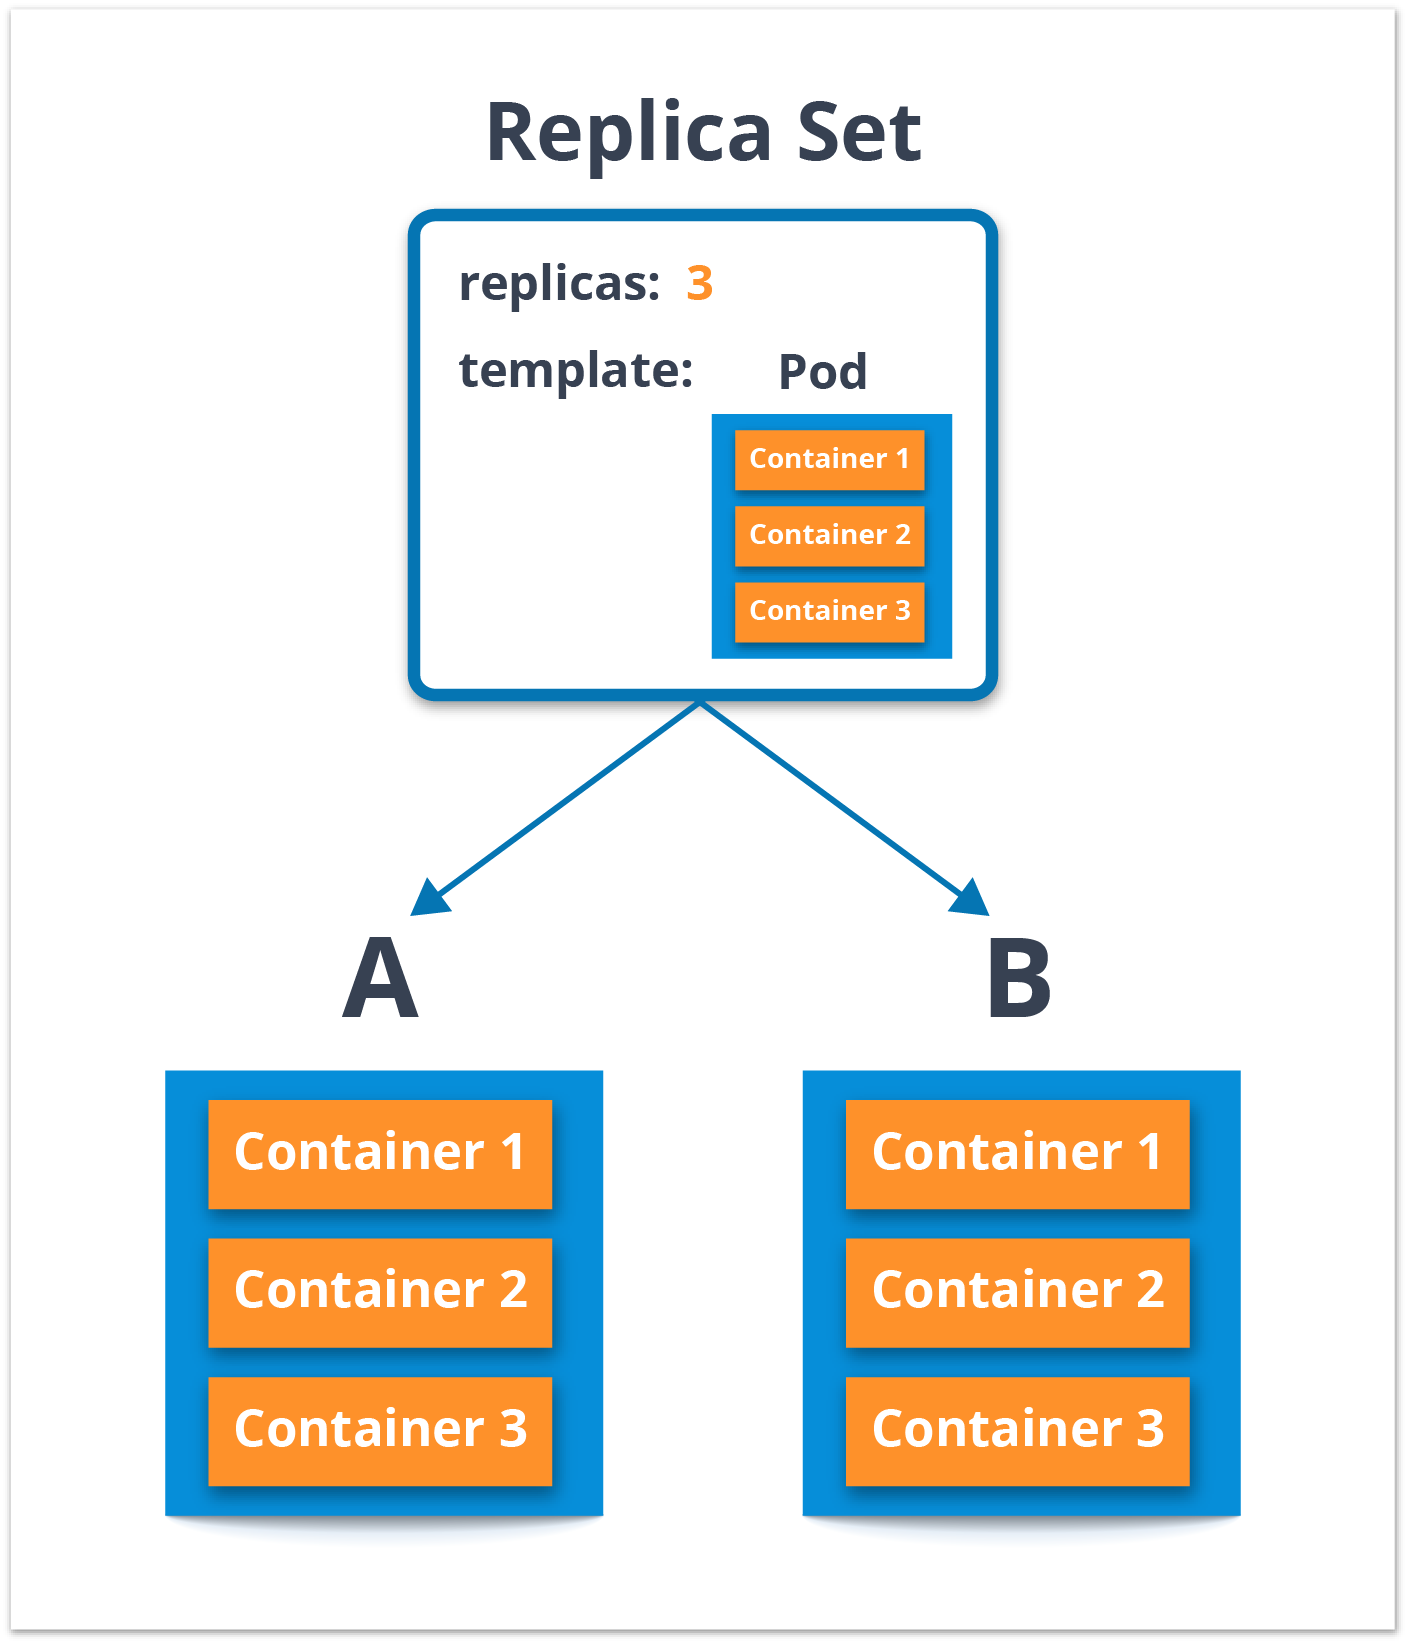 Replica Set
replicas: 3
template: Pod
Container 1
Container 2
Container 3
A
B
Container 1
Container 2
Container 3
Container 1
Container 2
Container 3